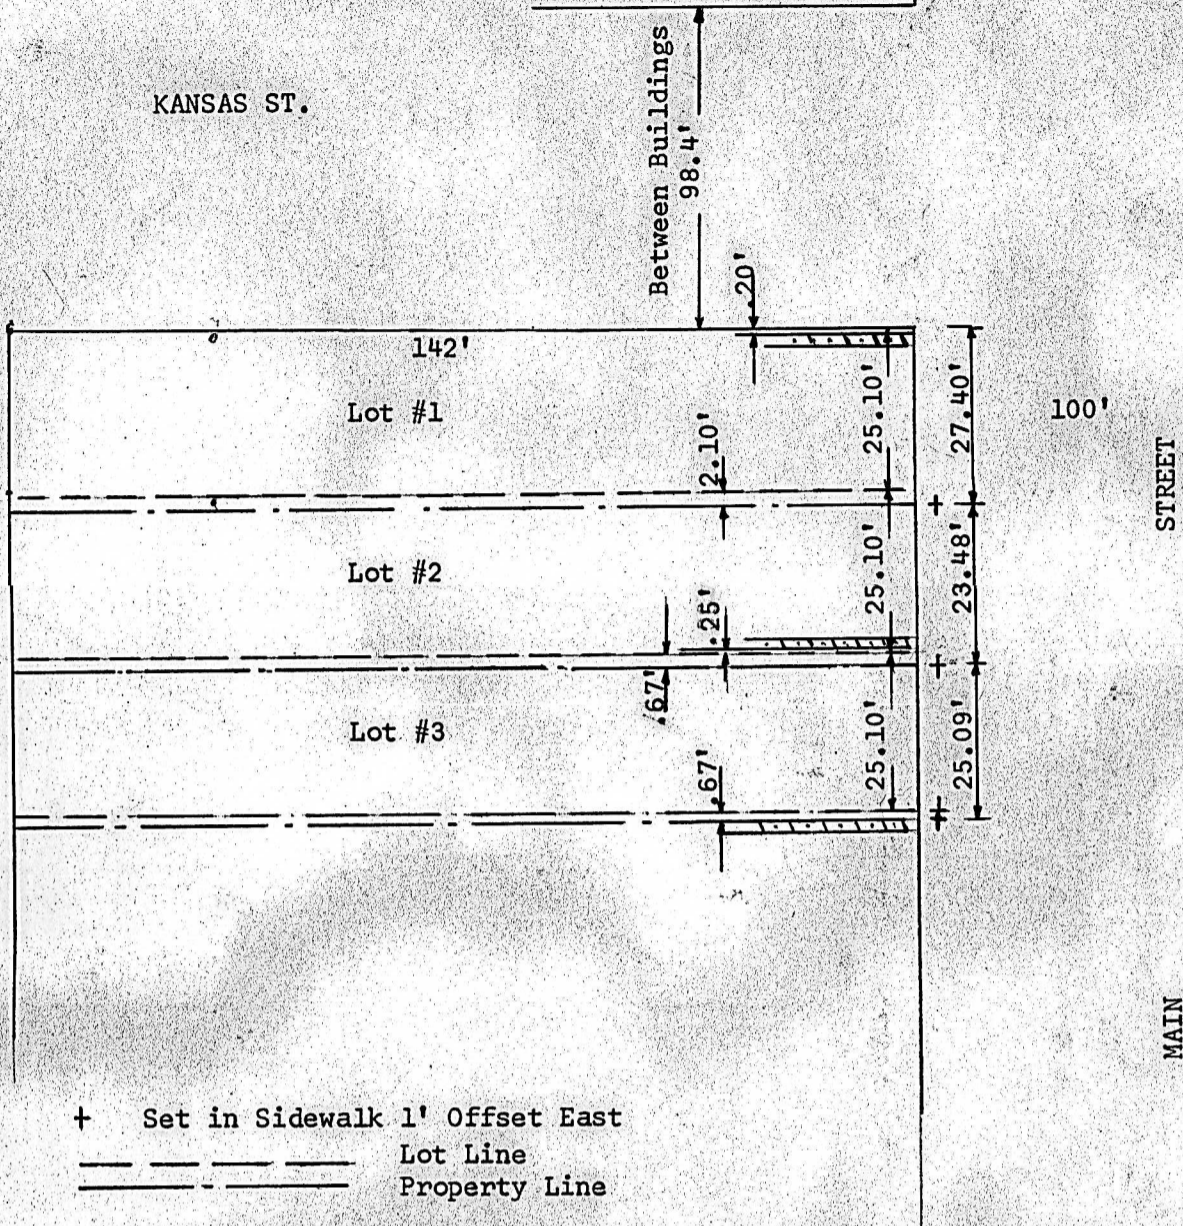 Between Buildings
98.4'
KANSAS ST.
.20'
142'
Lot #1
25.10'
27.40'
100'
2.10'
STREET
Lot #2
25.10'
23.48'
.25'
.67'
Lot #3
25.10'
25.09'
.67'
MAIN
+ Set in Sidewalk 1' Offset East
Lot Line
Property Line